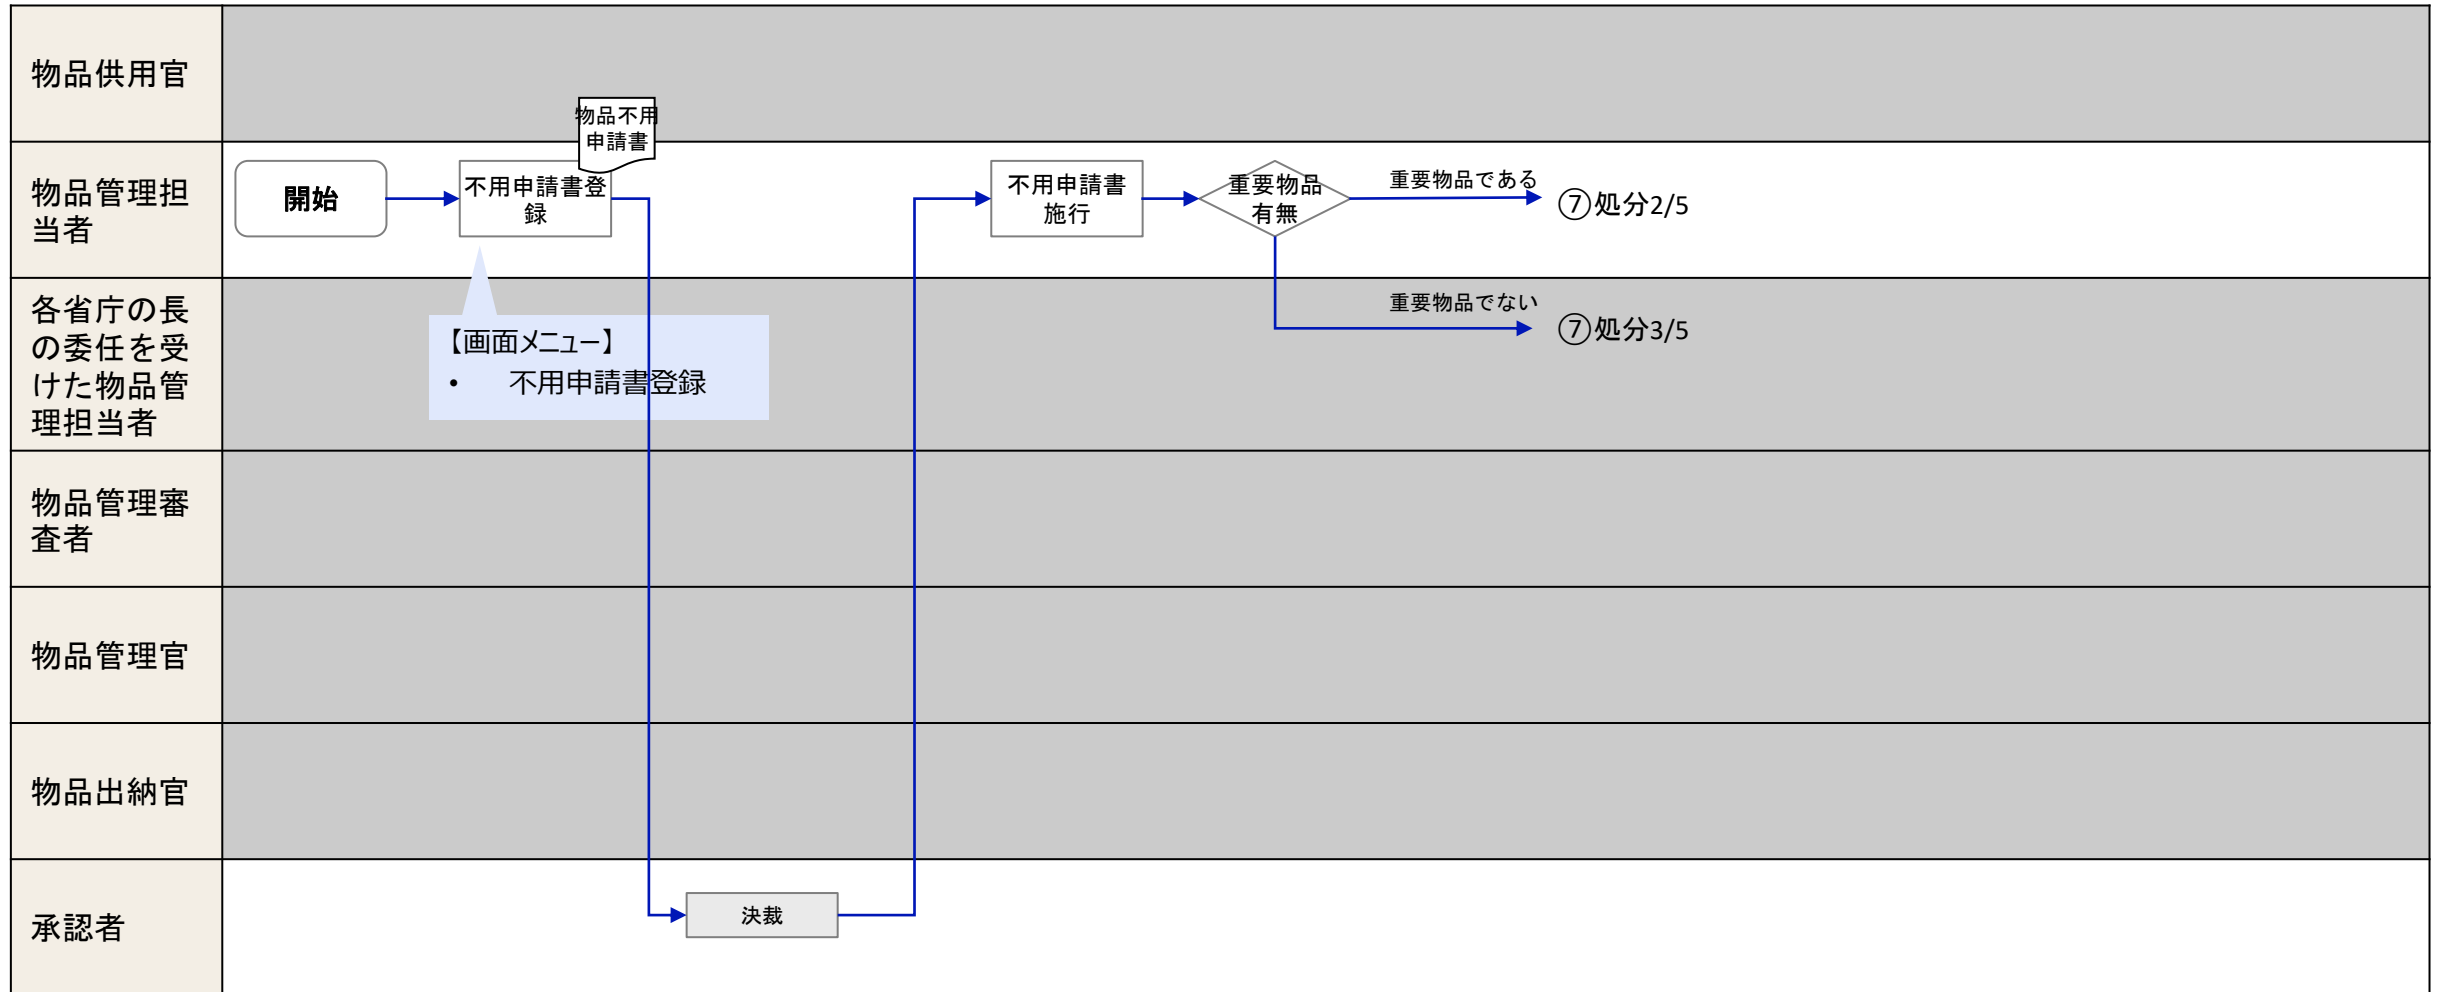 物品供用官
物品不用
申請書
物品管理担
当者
開始
不用申請書登
録
不用申請書
施行
重要物品
有無
重要物品である
⑦処分2/5
各省庁の長
の委任を受
けた物品管
理担当者
【画面メニュー】
• 不用申請書登録
重要物品でない
⑦処分3/5
物品管理審
査者
物品管理官
物品出納官
承認者
決裁